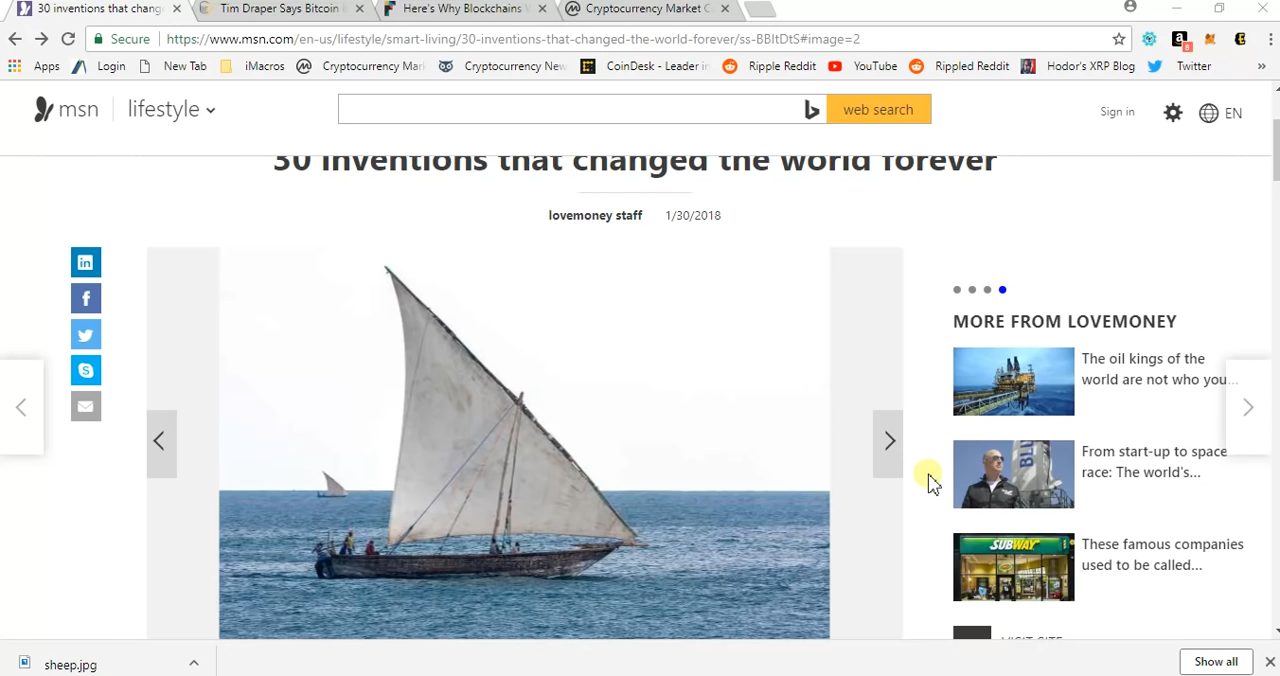 30 inventions that chang
Tim Draper Says Bitcoin
Here's Why Blockchains
Cryptocurrency Market C
Secure
https://www.msn.com/en-us/lifestyle/smart-living/30-inventions-that-changed-the-world-forever/ss-BBItDtS#image=2
Apps
Login
New Tab
iMacros
Cryptocurrency Mar
Cryptocurrency New
CoinDesk - Leader i
Ripple Reddit
YouTube
Rippled Reddit
Hodor's XRP Blog
Twitter
»
msn
lifestyle
web search
Sign in
EN
30 inventions that changed the world forever
lovemoney staff 1/30/2018
MORE FROM LOVEMONEY
The oil kings of the
world are not who you...
From start-up to space
race: The world's...
SUBWAY
These famous companies
used to be called...
VISIT SITE
sheep.jpg
Show all